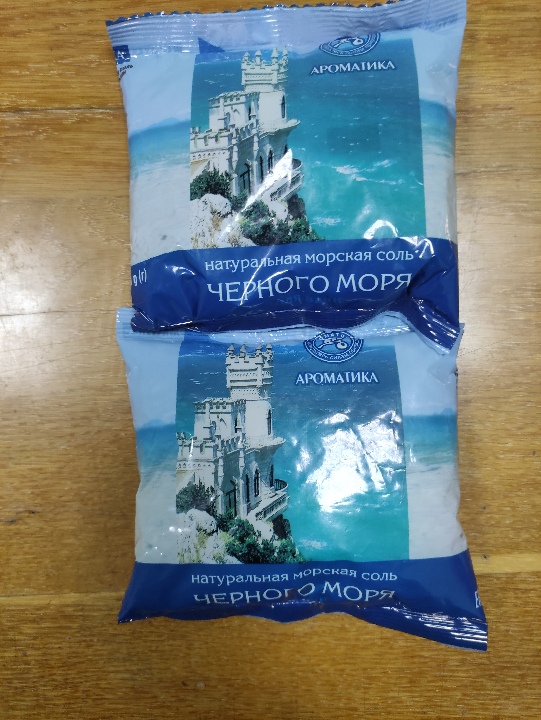 АРОМАТИКА
натуральная морская соль
ЧЕРНОГО МОРЯ
g (г)
АРОМАТИКА
натуральная морская соль
ЧЕРНОГО МОРЯ